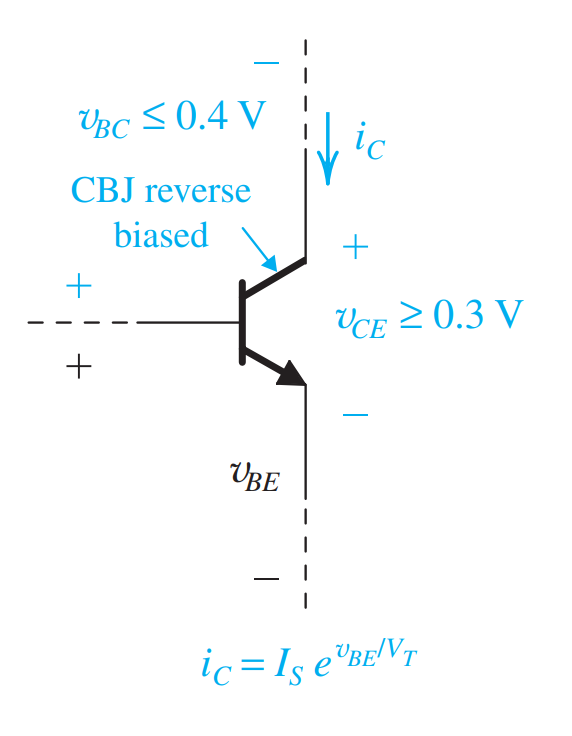 −
v_BC ≤ 0.4 V
i_C
CBJ reverse
biased
+
+
v_CE ≥ 0.3 V
+
−
v_BE
−
i_C = I_S e^{v_BE/V_T}